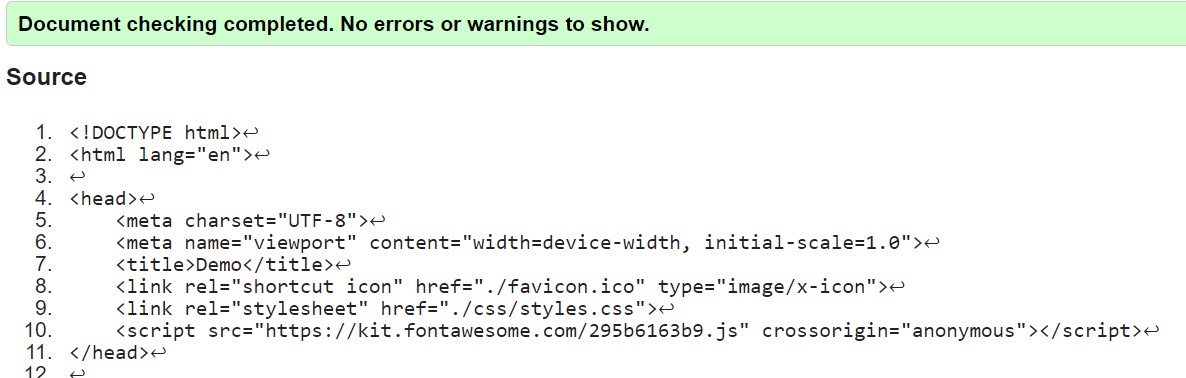 Document checking completed. No errors or warnings to show.
Source
1. <!DOCTYPE html>↩
2. <html lang="en">↩
3. ↩
4. <head>↩
5.     <meta charset="UTF-8">↩
6.     <meta name="viewport" content="width=device-width, initial-scale=1.0">↩
7.     <title>Demo</title>↩
8.     <link rel="shortcut icon" href="./favicon.ico" type="image/x-icon">↩
9.     <link rel="stylesheet" href="./css/styles.css">↩
10.     <script src="https://kit.fontawesome.com/295b6163b9.js" crossorigin="anonymous"></script>↩
11. </head>↩
12. ↩